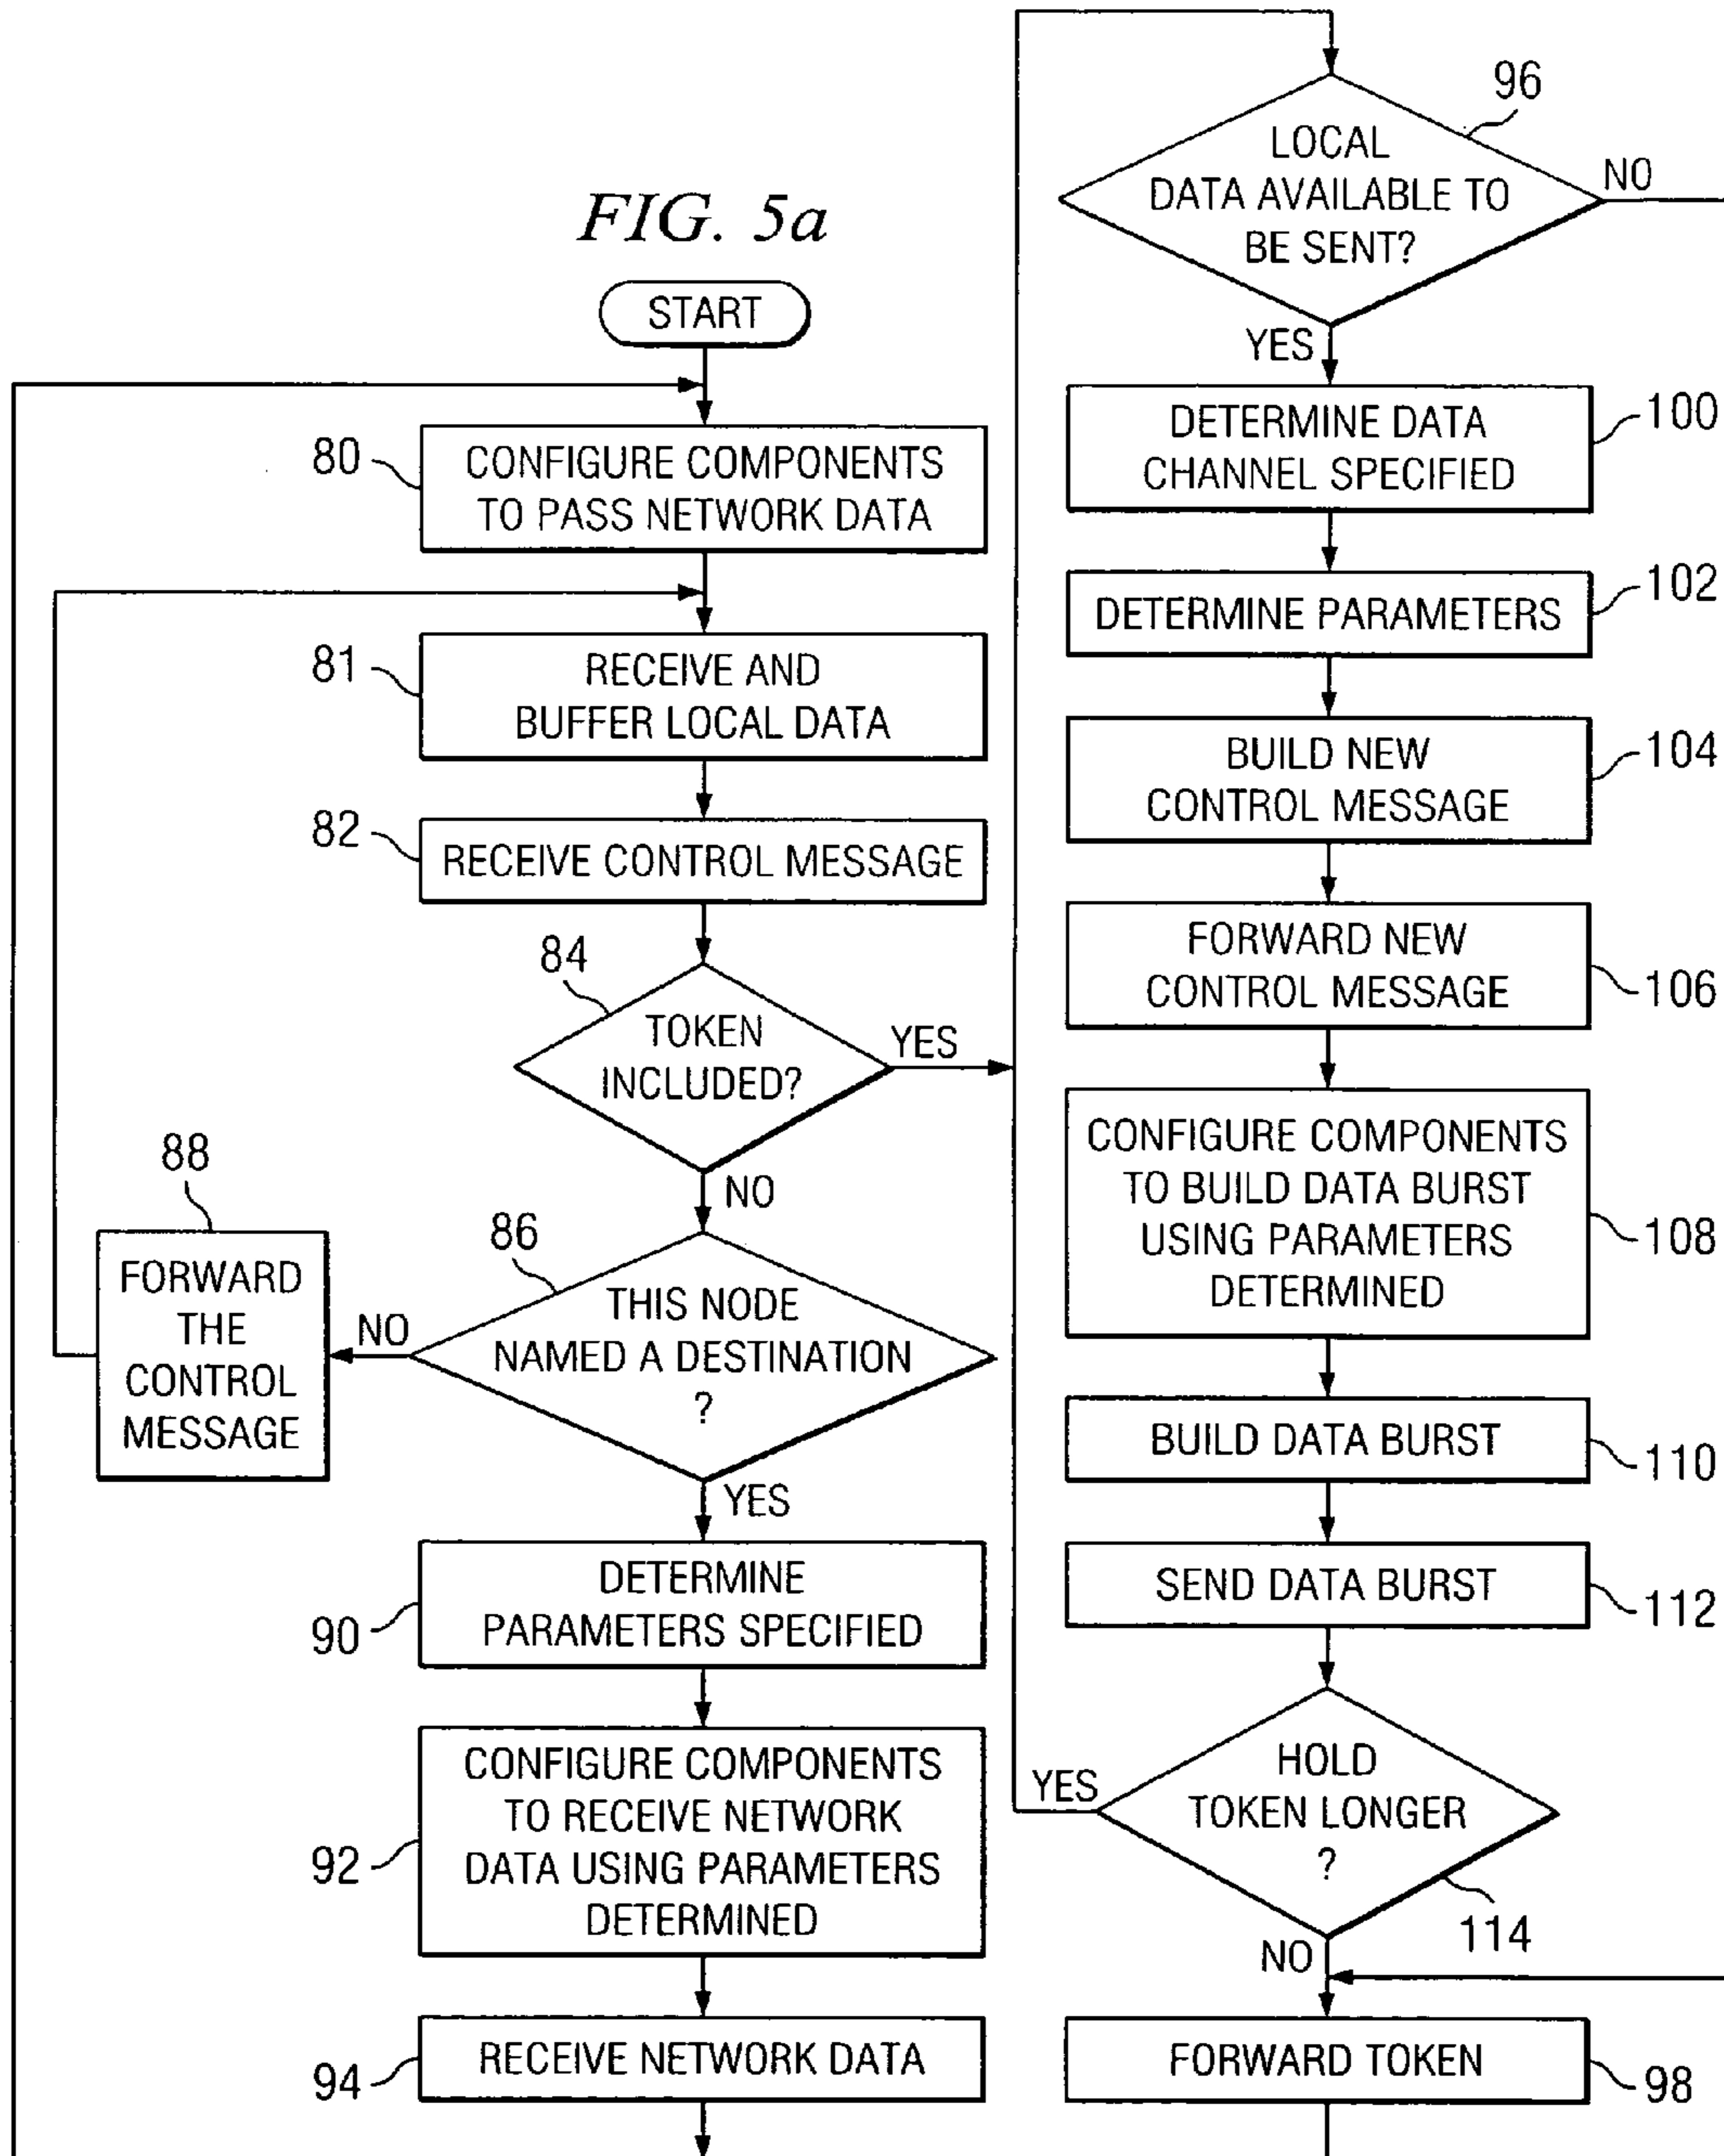 FIG. 5a
START
80
CONFIGURE COMPONENTS
TO PASS NETWORK DATA
81
RECEIVE AND
BUFFER LOCAL DATA
82
RECEIVE CONTROL MESSAGE
84
TOKEN
INCLUDED?
YES
NO
86
THIS NODE
NAMED A DESTINATION
?
NO
88
FORWARD
THE
CONTROL
MESSAGE
YES
90
DETERMINE
PARAMETERS SPECIFIED
92
CONFIGURE COMPONENTS
TO RECEIVE NETWORK
DATA USING PARAMETERS
DETERMINED
94
RECEIVE NETWORK DATA
96
LOCAL
DATA AVAILABLE TO
BE SENT?
NO
YES
DETERMINE DATA
CHANNEL SPECIFIED
100
DETERMINE PARAMETERS
102
BUILD NEW
CONTROL MESSAGE
104
FORWARD NEW
CONTROL MESSAGE
106
CONFIGURE COMPONENTS
TO BUILD DATA BURST
USING PARAMETERS
DETERMINED
108
BUILD DATA BURST
110
SEND DATA BURST
112
HOLD
TOKEN LONGER
?
YES
114
NO
FORWARD TOKEN
98